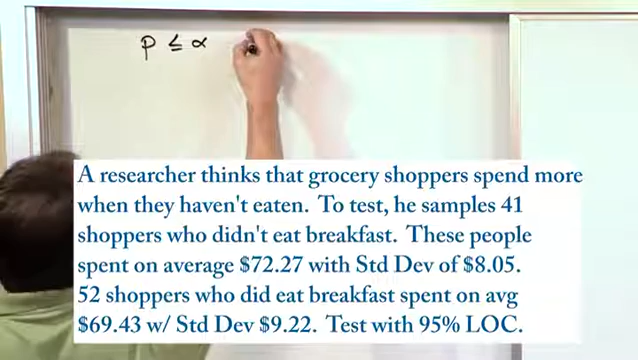 p ≤ α
A researcher thinks that grocery shoppers spend more
when they haven't eaten. To test, he samples 41
shoppers who didn't eat breakfast. These people
spent on average $72.27 with Std Dev of $8.05.
52 shoppers who did eat breakfast spent on avg
$69.43 w/ Std Dev $9.22. Test with 95% LOC.